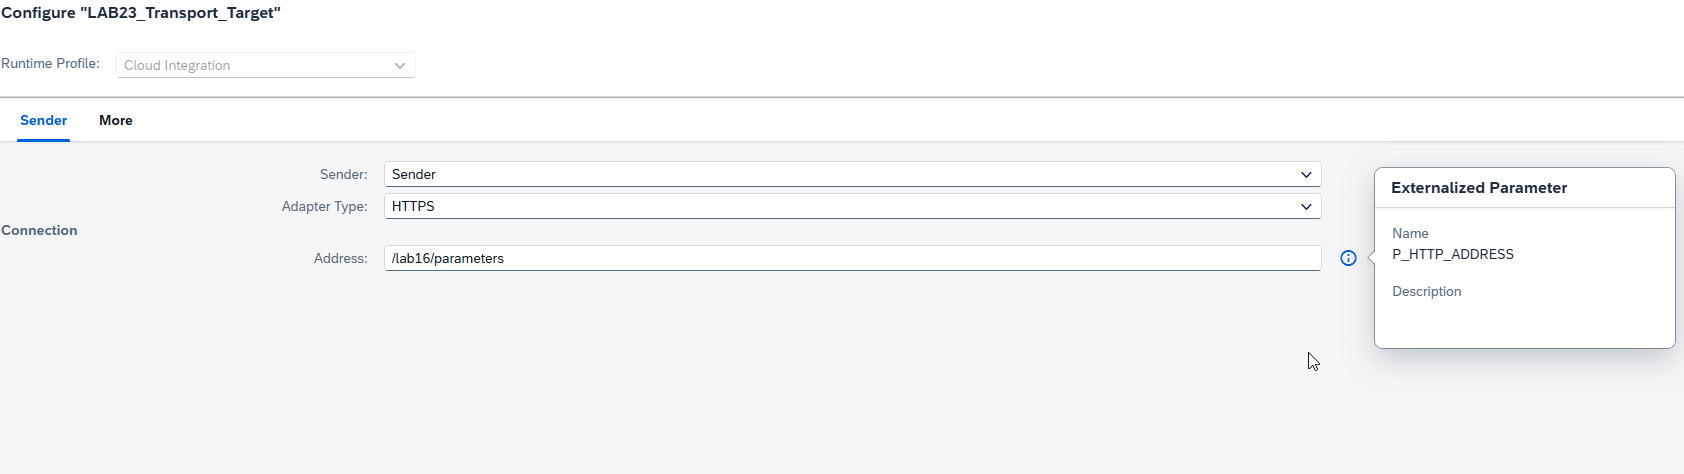 Configure "LAB23_Transport_Target"
Runtime Profile: Cloud Integration
Sender More
Sender: Sender
Adapter Type: HTTPS
Connection
Address: /lab16/parameters
Externalized Parameter
Name
P_HTTP_ADDRESS
Description